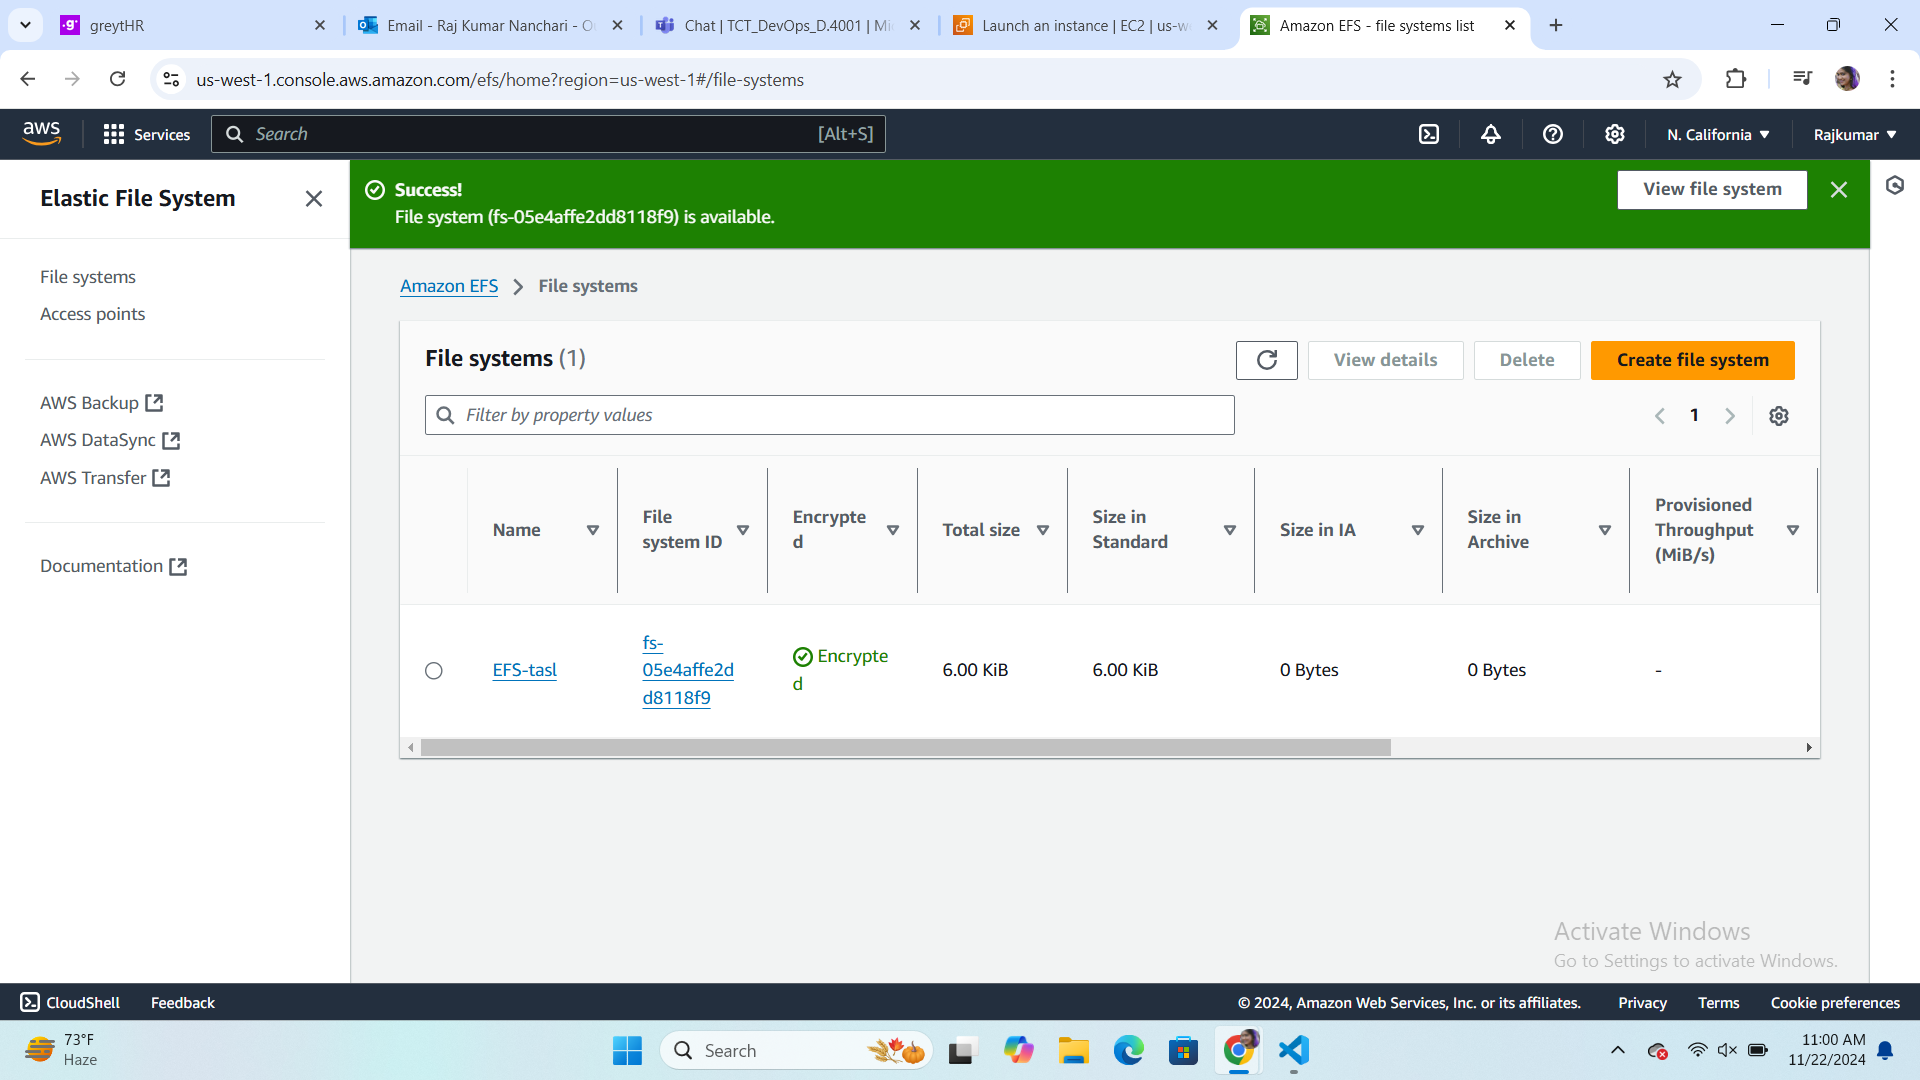 greytHR
Email - Raj Kumar Nanchari - Ou
Chat | TCT_DevOps_D.4001 | Mi
Launch an instance | EC2 | us-we
Amazon EFS - file systems list
us-west-1.console.aws.amazon.com/efs/home?region=us-west-1#/file-systems
aws
Services
Search
[Alt+S]
N. California
Rajkumar
Elastic File System
File systems
Access points
AWS Backup
AWS DataSync
AWS Transfer
Documentation
Success!
File system (fs-05e4affe2dd8118f9) is available.
View file system
Amazon EFS
File systems
File systems (1)
View details
Delete
Create file system
Filter by property values
1
Name
File
system ID
Encrypte
d
Total size
Size in
Standard
Size in IA
Size in
Archive
Provisioned
Throughput
(MiB/s)
EFS-tasl
fs-
05e4affe2d
d8118f9
Encrypte
d
6.00 KiB
6.00 KiB
0 Bytes
0 Bytes
-
Activate Windows
Go to Settings to activate Windows.
CloudShell
Feedback
© 2024, Amazon Web Services, Inc. or its affiliates.
Privacy
Terms
Cookie preferences
73°F
Haze
Search
11:00 AM
11/22/2024